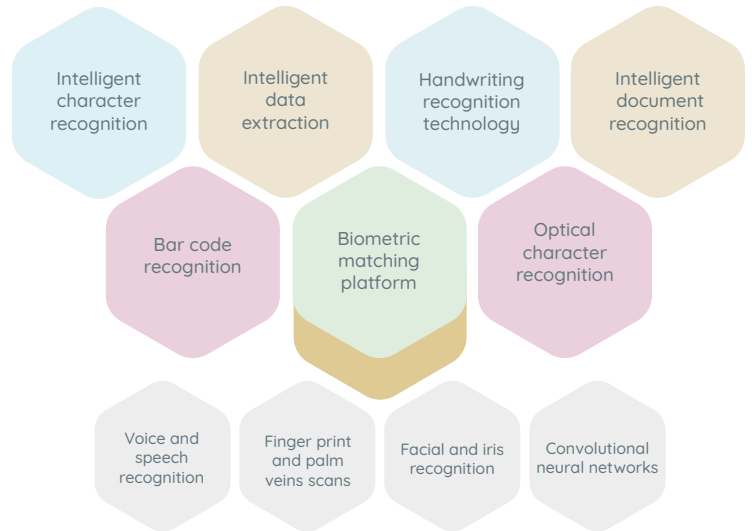 Intelligent
character
recognition
Intelligent
data
extraction
Handwriting
recognition
technology
Intelligent
document
recognition
Bar code
recognition
Biometric
matching
platform
Optical
character
recognition
Voice and
speech
recognition
Finger print
and palm
veins scans
Facial and iris
recognition
Convolutional
neural networks